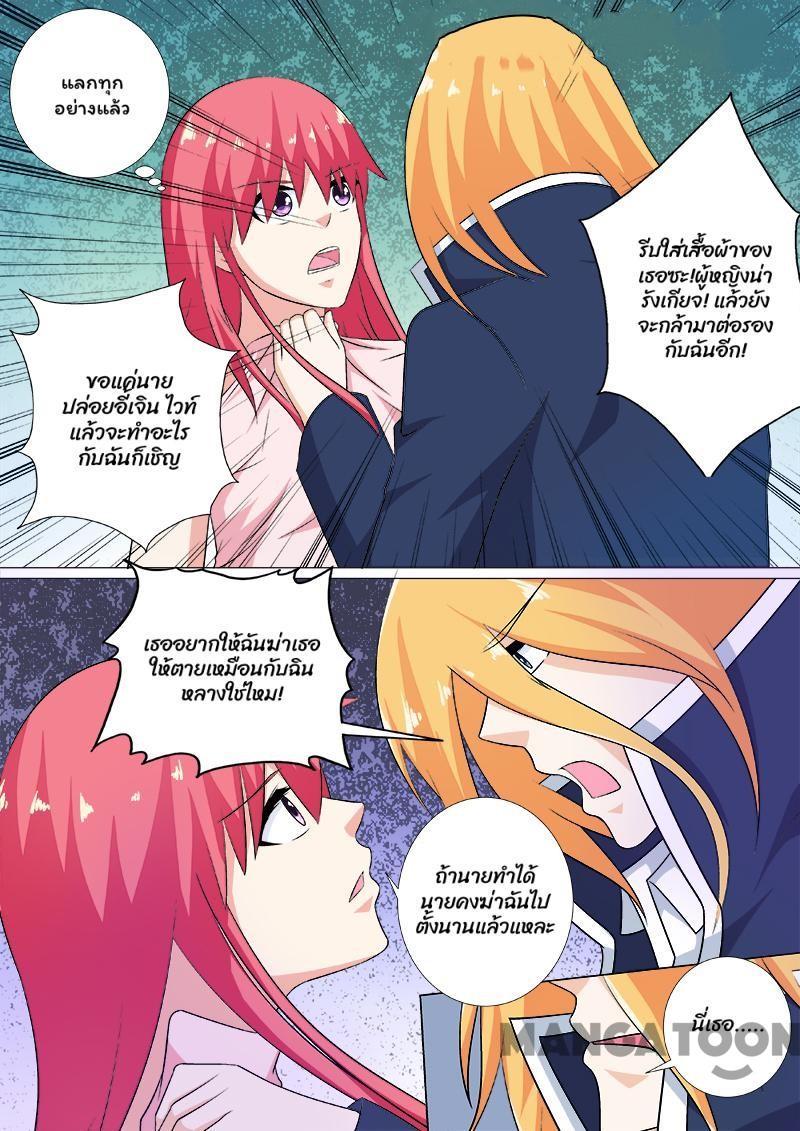 แลกทุก
อย่างแล้ว
รีบใส่เสื้อผ้าของ
เธอซะ!ผู้หญิงน่า
รังเกียจ! แล้วยัง
จะกล้ามาต่อรอง
กับฉันอีก!
ขอแค่นาย
ปล่อยอี้เจิน ไวท์
แล้วจะทำอะไร
กับฉันก็เชิญ
เธออยากให้ฉันฆ่าเธอ
ให้ตายเหมือนกับฉิน
หลางใช่ไหม!
ถ้านายทำได้
นายคงฆ่าฉันไป
ตั้งนานแล้วแหละ
นี่เธอ.....
MANGATOON